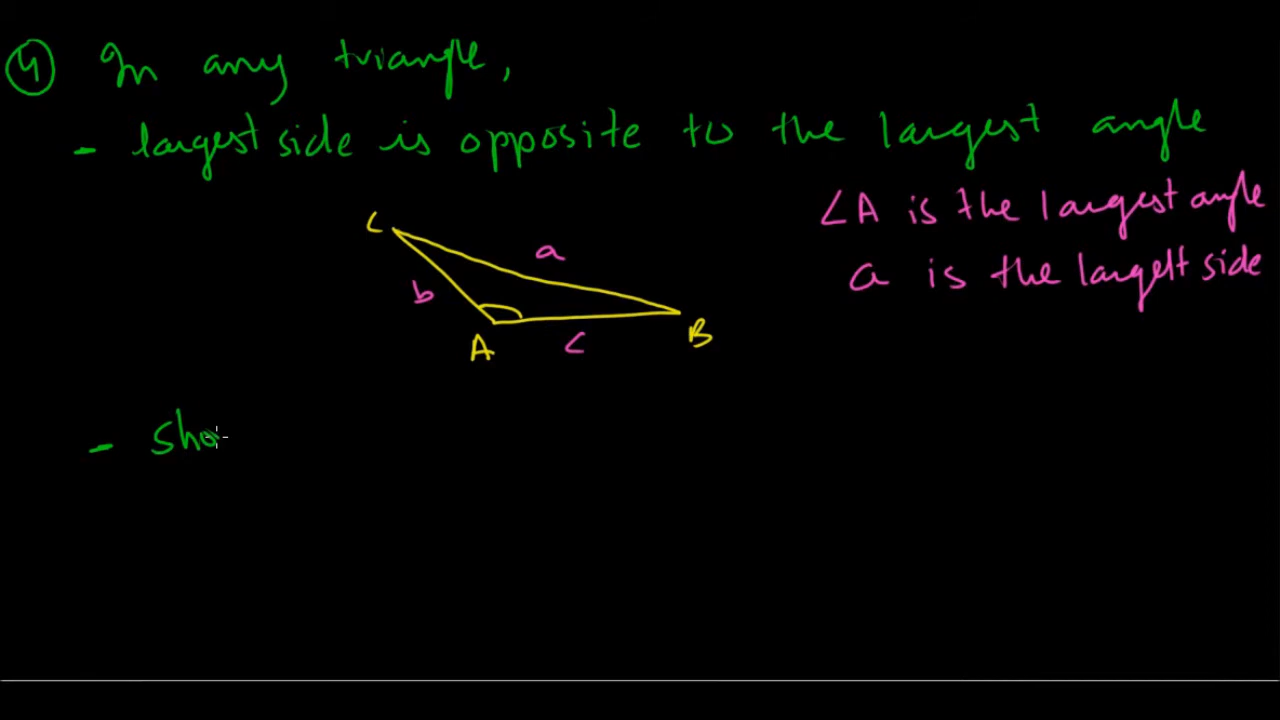 ④ In any triangle,
- largest side is opposite to the largest angle
∠A is the largest angle
a is the largest side
C
a
b
A
c
B
- sho